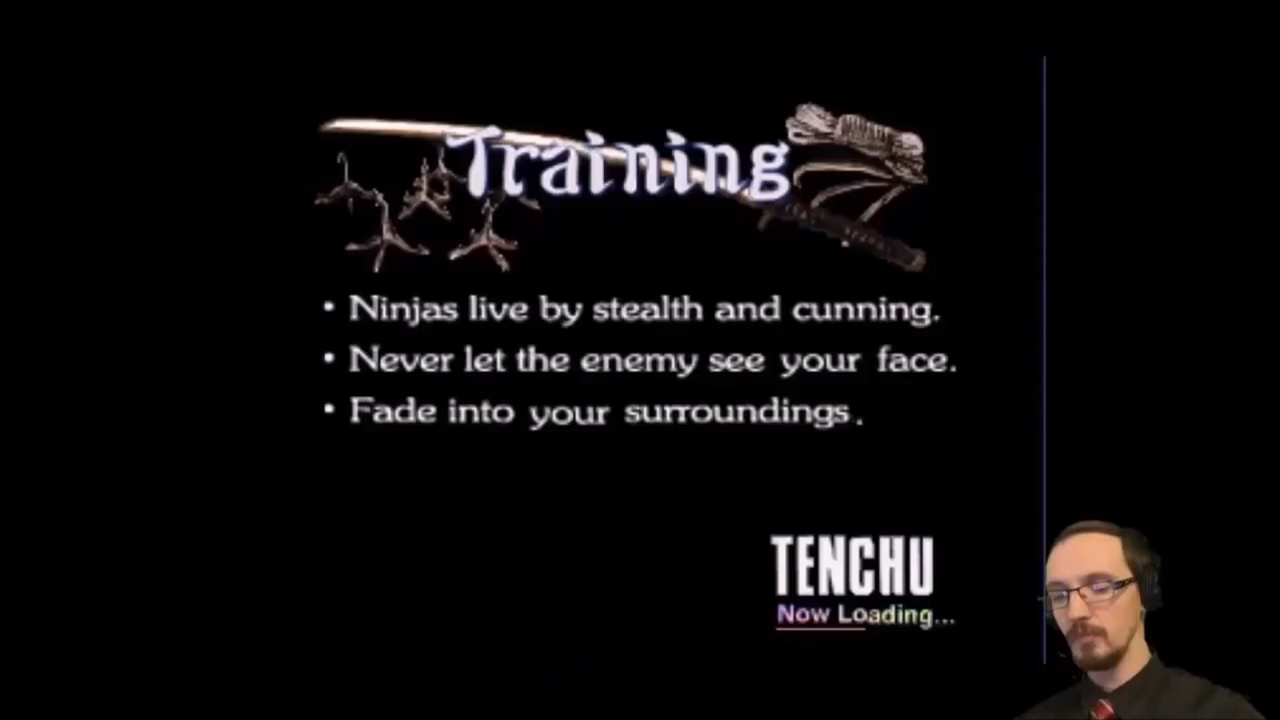 Training
• Ninjas live by stealth and cunning.
• Never let the enemy see your face.
• Fade into your surroundings.
TENCHU
Now Loading...